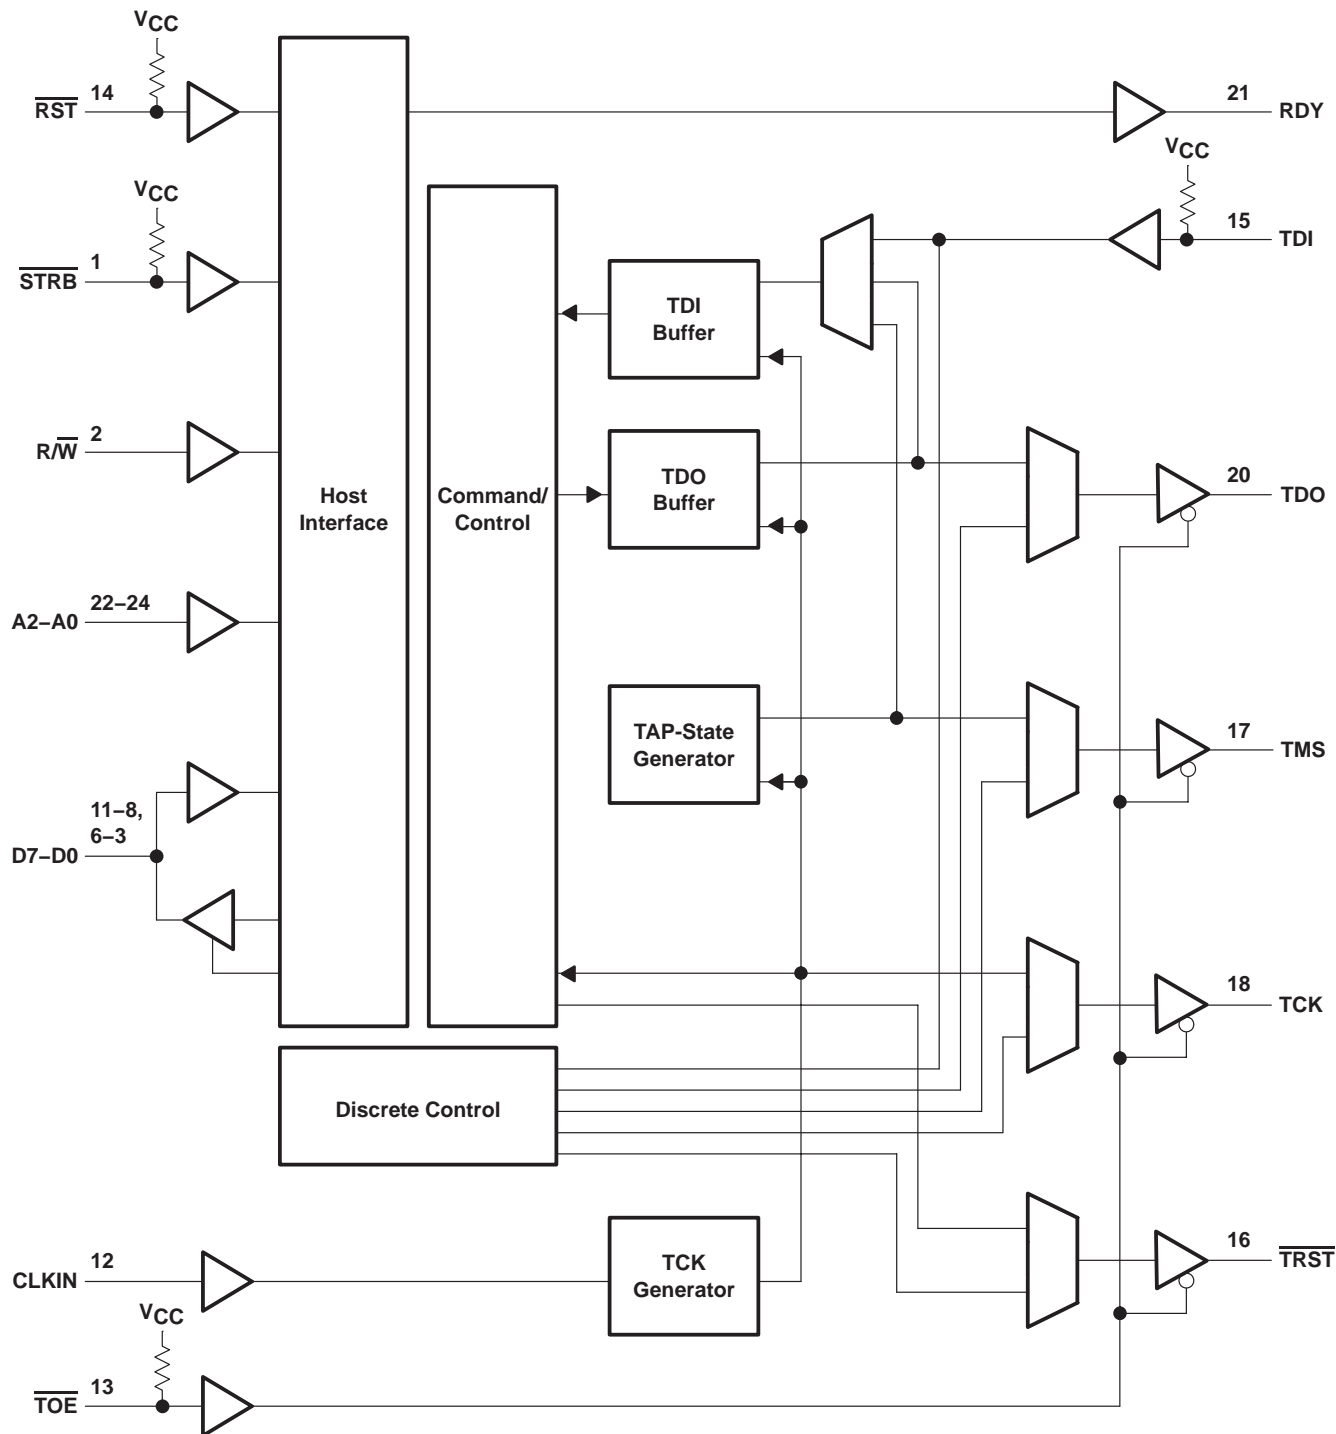 VCC
RST
14
21
RDY
VCC
VCC
STRB
1
15
TDI
TDI
Buffer
R/W
2
TDO
Buffer
20
TDO
Host
Interface
Command/
Control
A2–A0
22–24
TAP-State
Generator
17
TMS
11–8,
6–3
D7–D0
18
TCK
Discrete Control
CLKIN
12
TCK
Generator
16
TRST
VCC
TOE
13